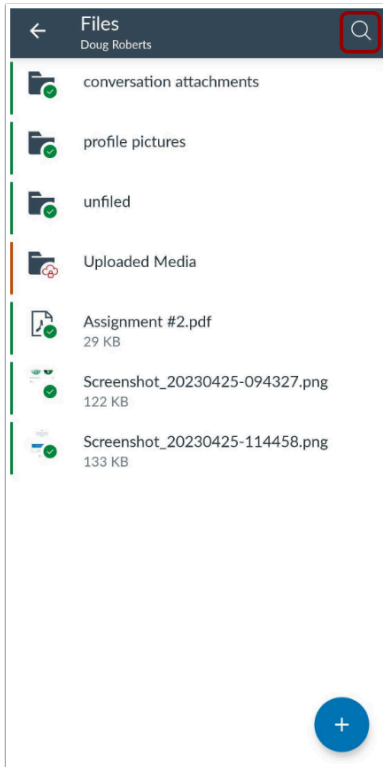 Files
Doug Roberts
conversation attachments
profile pictures
unfiled
Uploaded Media
Assignment #2.pdf
29 KB
Screenshot_20230425-094327.png
122 KB
Screenshot_20230425-114458.png
133 KB